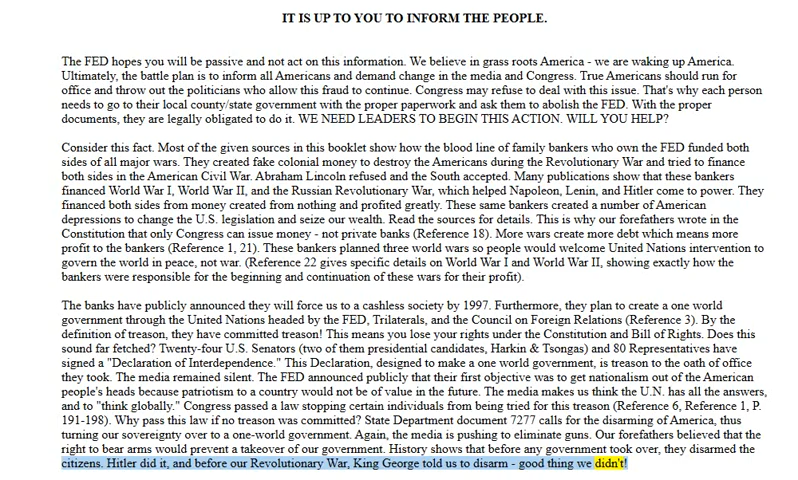 IT IS UP TO YOU TO INFORM THE PEOPLE.
The FED hopes you will be passive and not act on this information. We believe in grass roots America - we are waking up America.
Ultimately, the battle plan is to inform all Americans and demand change in the media and Congress. True Americans should run for
office and throw out the politicians who allow this fraud to continue. Congress may refuse to deal with this issue. That's why each person
needs to go to their local county/state government with the proper paperwork and ask them to abolish the FED. With the proper
documents, they are legally obligated to do it. WE NEED LEADERS TO BEGIN THIS ACTION. WILL YOU HELP?
Consider this fact. Most of the given sources in this booklet show how the blood line of family bankers who own the FED funded both
sides of all major wars. They created fake colonial money to destroy the Americans during the Revolutionary War and tried to finance
both sides in the American Civil War. Abraham Lincoln refused and the South accepted. Many publications show that these bankers
financed World War I, World War II, and the Russian Revolutionary War, which helped Napoleon, Lenin, and Hitler come to power. They
financed both sides from money created from nothing and profited greatly. These same bankers created a number of American
depressions to change the U.S. legislation and seize our wealth. Read the sources for details. This is why our forefathers wrote in the
Constitution that only Congress can issue money - not private banks (Reference 18). More wars create more debt which means more
profit to the bankers (Reference 1, 21). These bankers planned three world wars so people would welcome United Nations intervention to
govern the world in peace, not war. (Reference 22 gives specific details on World War I and World War II, showing exactly how the
bankers were responsible for the beginning and continuation of these wars for their profit).
The banks have publicly announced they will force us to a cashless society by 1997. Furthermore, they plan to create a one world
government through the United Nations headed by the FED, Trilaterals, and the Council on Foreign Relations (Reference 3). By the
definition of treason, they have committed treason! This means you lose your rights under the Constitution and Bill of Rights. Does this
sound far fetched? Twenty-four U.S. Senators (two of them presidential candidates, Harkin & Tsongas) and 80 Representatives have
signed a "Declaration of Interdependence." This Declaration, designed to make a one world government, is treason to the oath of office
they took. The media remained silent. The FED announced publicly that their first objective was to get nationalism out of the American
people's heads because patriotism to a country would not be of value in the future. The media makes us think the U.N. has all the answers,
and to "think globally." Congress passed a law stopping certain individuals from being tried for this treason (Reference 6, Reference 1, P.
191-198). Why pass this law if no treason was committed? State Department document 7277 calls for the disarming of America, thus
turning our sovereignty over to a one-world government. Again, the media is pushing to eliminate guns. Our forefathers believed that the
right to bear arms would prevent a takeover of our government. History shows that before any government took over, they disarmed the
citizens. Hitler did it, and before our Revolutionary War, King George told us to disarm - good thing we didn't!